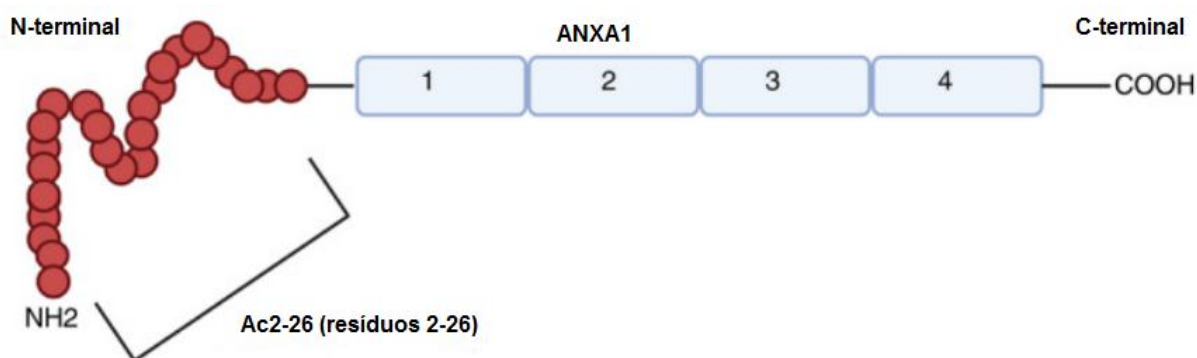 N-terminal
ANXA1
C-terminal
1
2
3
4
COOH
NH2
Ac2-26 (resíduos 2-26)